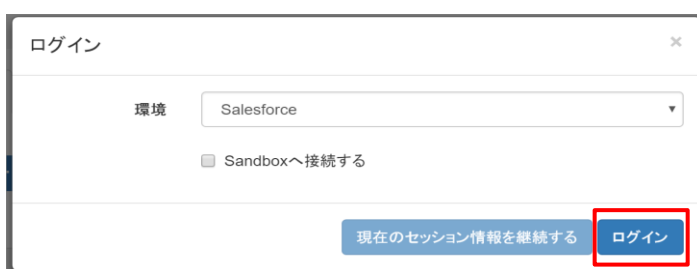 ログイン ×
環境 Salesforce
Sandboxへ接続する
現在のセッション情報を継続する ログイン